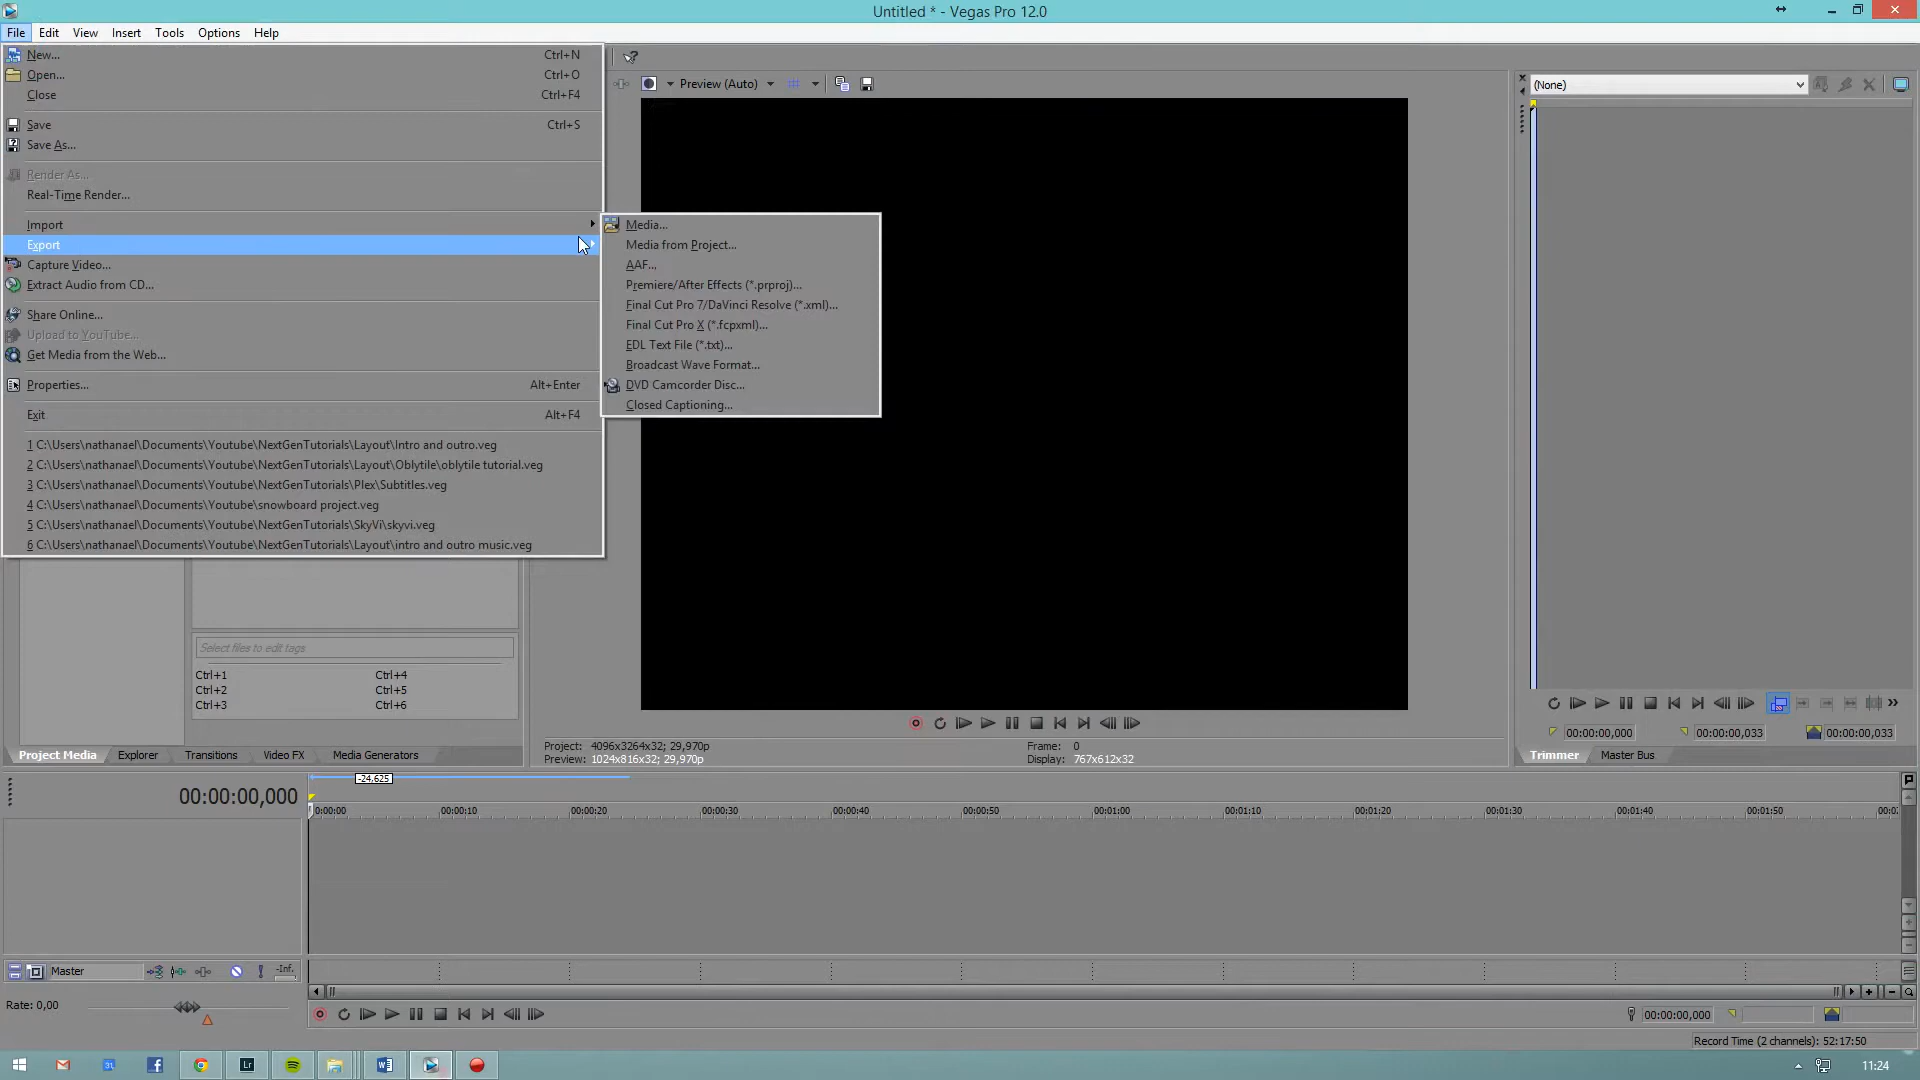 Untitled * - Vegas Pro 12.0
File Edit View Insert Tools Options Help
New... Ctrl+N
Open... Ctrl+O
Close Ctrl+F4
Save Ctrl+S
Save As...
Render As...
Real-Time Render...
Import
Export
Capture Video...
Extract Audio from CD...
Share Online...
Upload to YouTube...
Get Media from the Web...
Properties... Alt+Enter
Exit Alt+F4
1 C:\Users\nathanael\Documents\Youtube\NextGenTutorials\Layout\Intro and outro.veg
2 C:\Users\nathanael\Documents\Youtube\NextGenTutorials\Layout\Oblytile\oblytile tutorial.veg
3 C:\Users\nathanael\Documents\Youtube\NextGenTutorials\Plex\Subtitles.veg
4 C:\Users\nathanael\Documents\Youtube\snowboard project.veg
5 C:\Users\nathanael\Documents\Youtube\NextGenTutorials\SkyVi\skyvi.veg
6 C:\Users\nathanael\Documents\Youtube\NextGenTutorials\Layout\intro and outro music.veg
Media...
Media from Project...
AAF...
Premiere/After Effects (*.prproj)...
Final Cut Pro 7/DaVinci Resolve (*.xml)...
Final Cut Pro X (*.fcpxml)...
EDL Text File (*.txt)...
Broadcast Wave Format...
DVD Camcorder Disc...
Closed Captioning...
Preview (Auto)
(None)
Select files to edit tags
Ctrl+1 Ctrl+4
Ctrl+2 Ctrl+5
Ctrl+3 Ctrl+6
Project Media Explorer Transitions Video FX Media Generators
Project: 4096x3264x32; 29,970p Frame: 0
Preview: 1024x816x32; 29,970p Display: 767x612x32
00:00:00,000 00:00:00,033 00:00:00,033
Trimmer Master Bus
-24.625
00:00:00,000
0:00:00 00:00:10 00:00:20 00:00:30 00:00:40 00:00:50 00:01:00 00:01:10 00:01:20 00:01:30 00:01:40 00:01:50
Master -Inf.
Rate: 0,00
00:00:00,000
Record Time (2 channels): 52:17:50
31 Lr
11:24